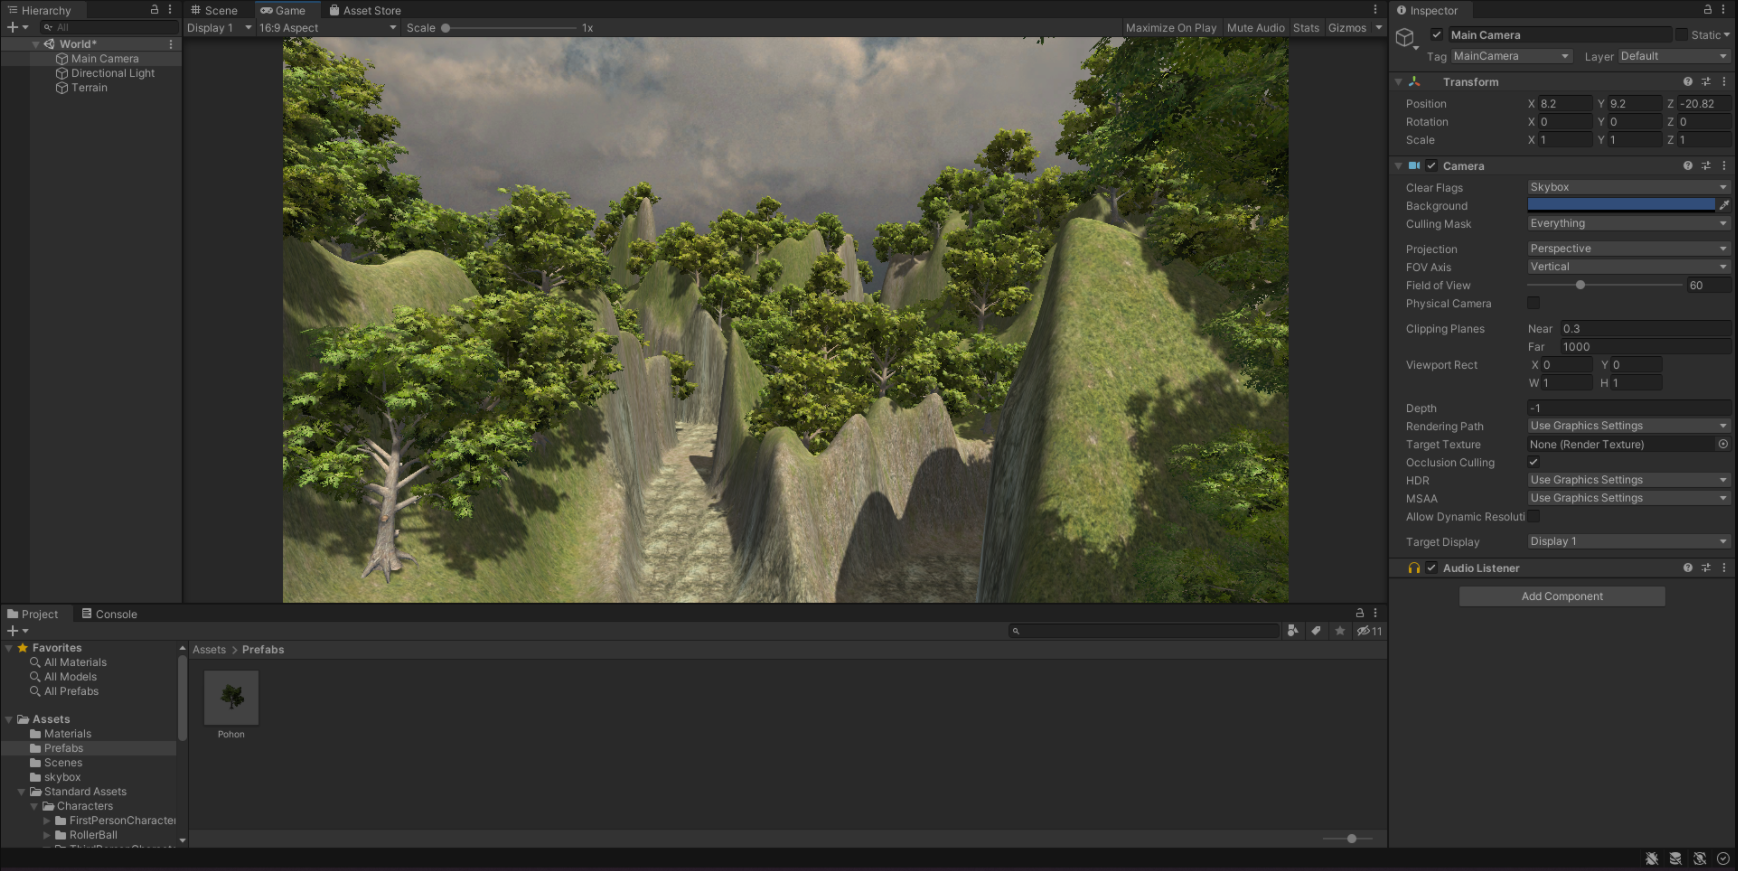 Hierarchy
All
World*
Main Camera
Directional Light
Terrain
Scene Game Asset Store
Display 1 16:9 Aspect Scale 1x Maximize On Play Mute Audio Stats Gizmos
Inspector
Main Camera Static
Tag MainCamera Layer Default
Transform
Position X 8.2 Y 9.2 Z -20.82
Rotation X 0 Y 0 Z 0
Scale X 1 Y 1 Z 1
Camera
Clear Flags Skybox
Background
Culling Mask Everything
Projection Perspective
FOV Axis Vertical
Field of View 60
Physical Camera
Clipping Planes Near 0.3
Far 1000
Viewport Rect X 0 Y 0
W 1 H 1
Depth -1
Rendering Path Use Graphics Settings
Target Texture None (Render Texture)
Occlusion Culling
HDR Use Graphics Settings
MSAA Use Graphics Settings
Allow Dynamic Resoluti
Target Display Display 1
Audio Listener
Add Component
Project Console
11
Favorites
All Materials
All Models
All Prefabs
Assets
Materials
Prefabs
Scenes
skybox
Standard Assets
Characters
FirstPersonCharacter
RollerBall
Assets > Prefabs
Pohon